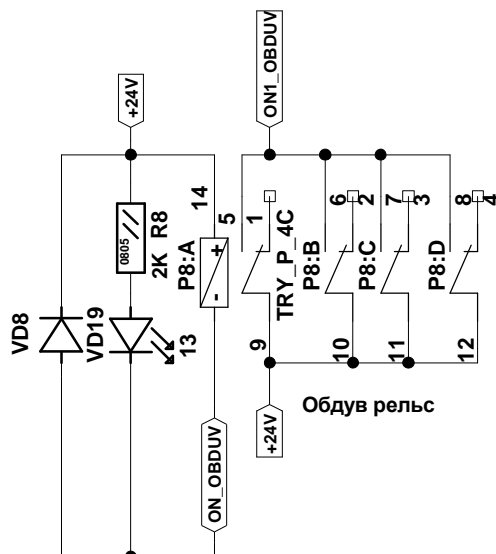 +24V
ON1_OBDUV
VD8
VD19
0805
2K R8
P8:A
14
+
-
13
5
1
TRY_P_4C
9
P8:B
6
2
10
P8:C
7
3
11
P8:D
8
4
12
ON_OBDUV
+24V
Обдув рельс